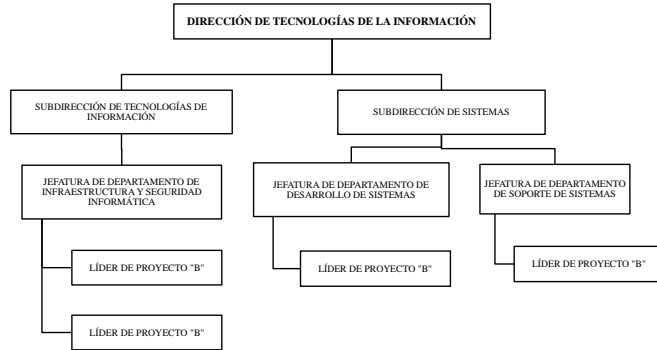 DIRECCIÓN DE TECNOLOGÍAS DE LA INFORMACIÓN
SUBDIRECCIÓN DE TECNOLOGÍAS DE
INFORMACIÓN
SUBDIRECCIÓN DE SISTEMAS
JEFATURA DE DEPARTAMENTO DE
INFRAESTRUCTURA Y SEGURIDAD
INFORMÁTICA
JEFATURA DE DEPARTAMENTO DE
DESARROLLO DE SISTEMAS
JEFATURA DE DEPARTAMENTO
DE SOPORTE DE SISTEMAS
LÍDER DE PROYECTO "B"
LÍDER DE PROYECTO "B"
LÍDER DE PROYECTO "B"
LÍDER DE PROYECTO "B"